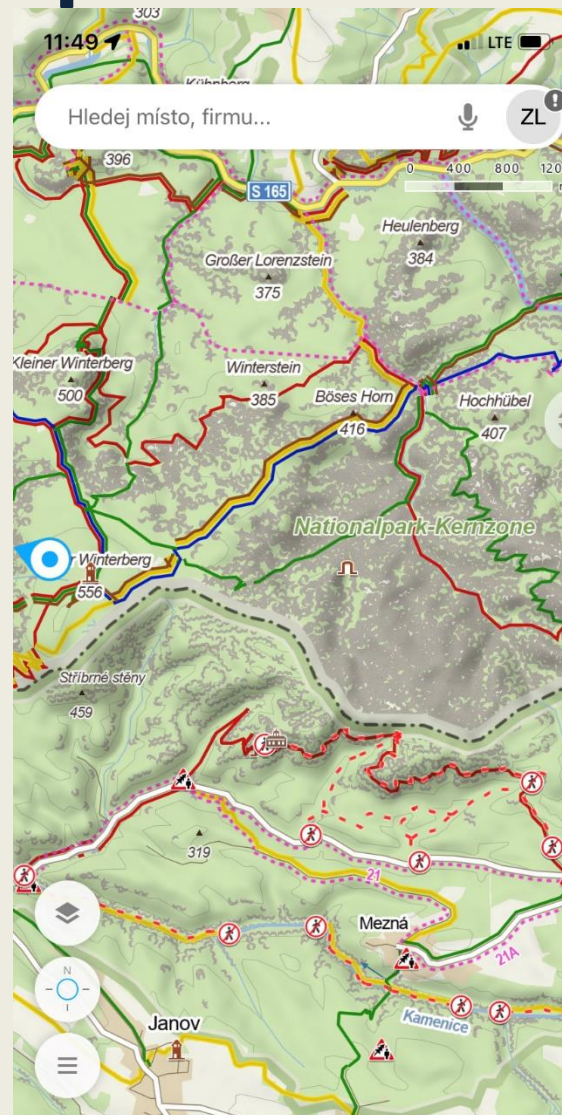 303
11:49
LTE
Kühnberg
Hledej místo, firmu...
ZL
396
0 400 800 120
S 165
Heulenberg
384
Großer Lorenzstein
375
Kleiner Winterberg
500
Winterstein
385
Böses Horn
416
Hochhübel
407
Nationalpark-Kernzone
r Winterberg
556
Stříbrné stěny
459
319
21
Mezná
21A
N
Kamenice
Janov